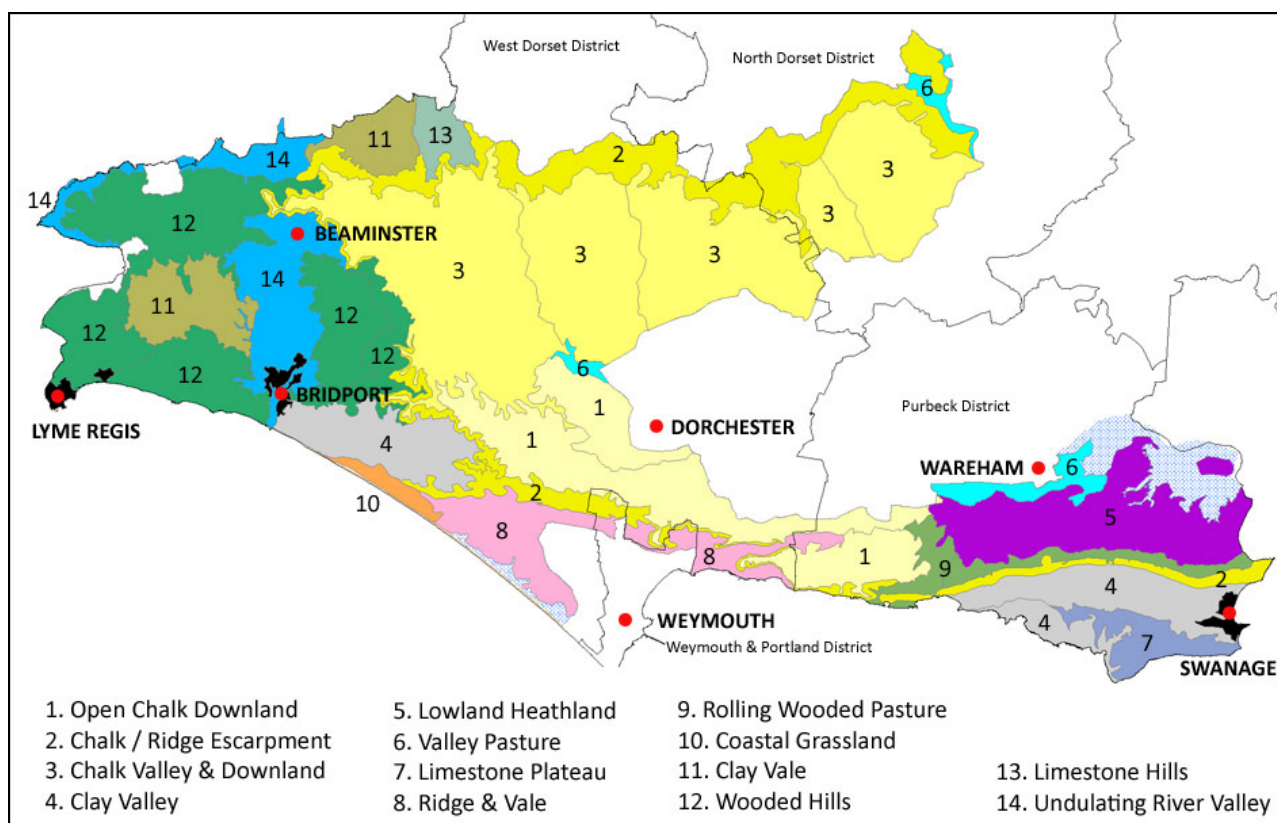 West Dorset District
North Dorset District
6
11
13
14
2
3
14
12
3
BEAMINSTER
3
3
3
14
11
12
12
12
6
12
BRIDPORT
1
LYME REGIS
DORCHESTER
Purbeck District
4
1
WAREHAM
6
2
10
5
8
8
1
9
2
4
WEYMOUTH
4
Weymouth & Portland District
7
SWANAGE
1. Open Chalk Downland
2. Chalk / Ridge Escarpment
3. Chalk Valley & Downland
4. Clay Valley
5. Lowland Heathland
6. Valley Pasture
7. Limestone Plateau
8. Ridge & Vale
9. Rolling Wooded Pasture
10. Coastal Grassland
11. Clay Vale
12. Wooded Hills
13. Limestone Hills
14. Undulating River Valley